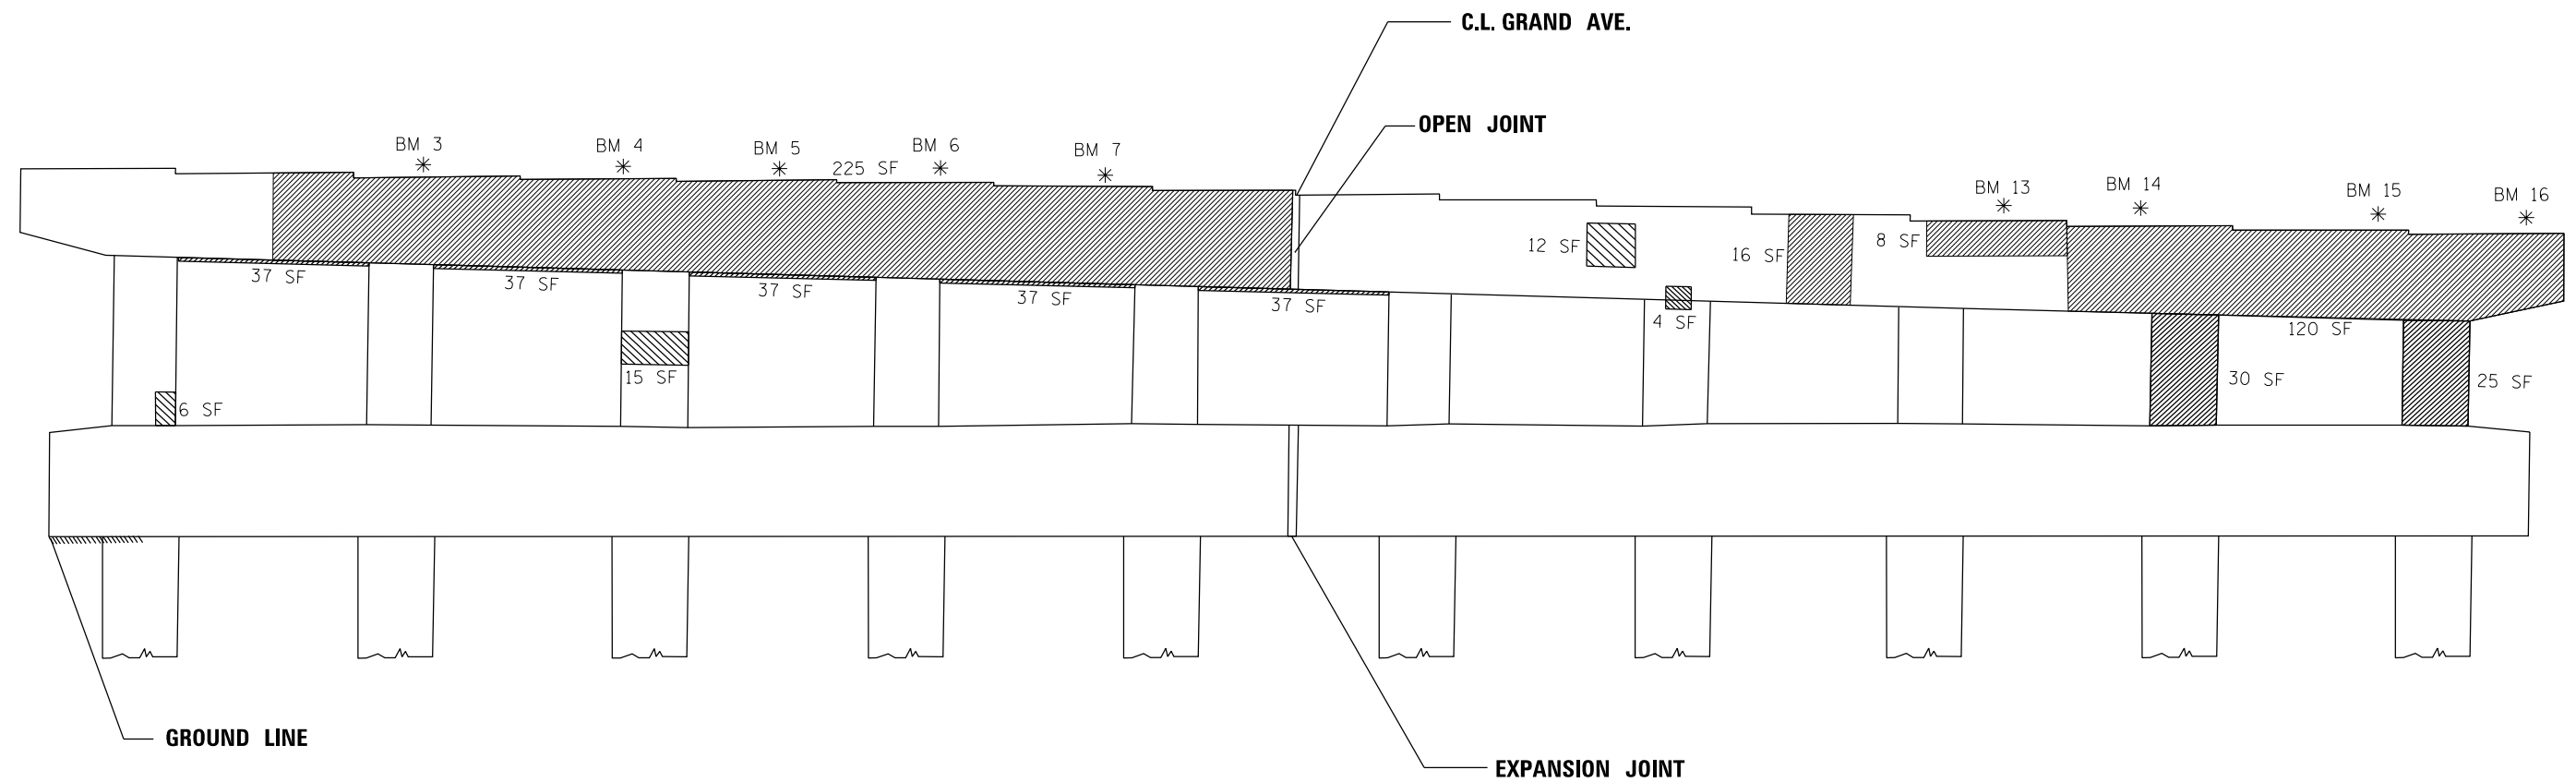 C.L. GRAND AVE.
OPEN JOINT
BM 3
BM 4
BM 5
225 SF
BM 6
BM 7
BM 13
BM 14
BM 15
BM 16
12 SF
16 SF
8 SF
37 SF
37 SF
37 SF
37 SF
37 SF
4 SF
120 SF
15 SF
30 SF
25 SF
6 SF
GROUND LINE
EXPANSION JOINT